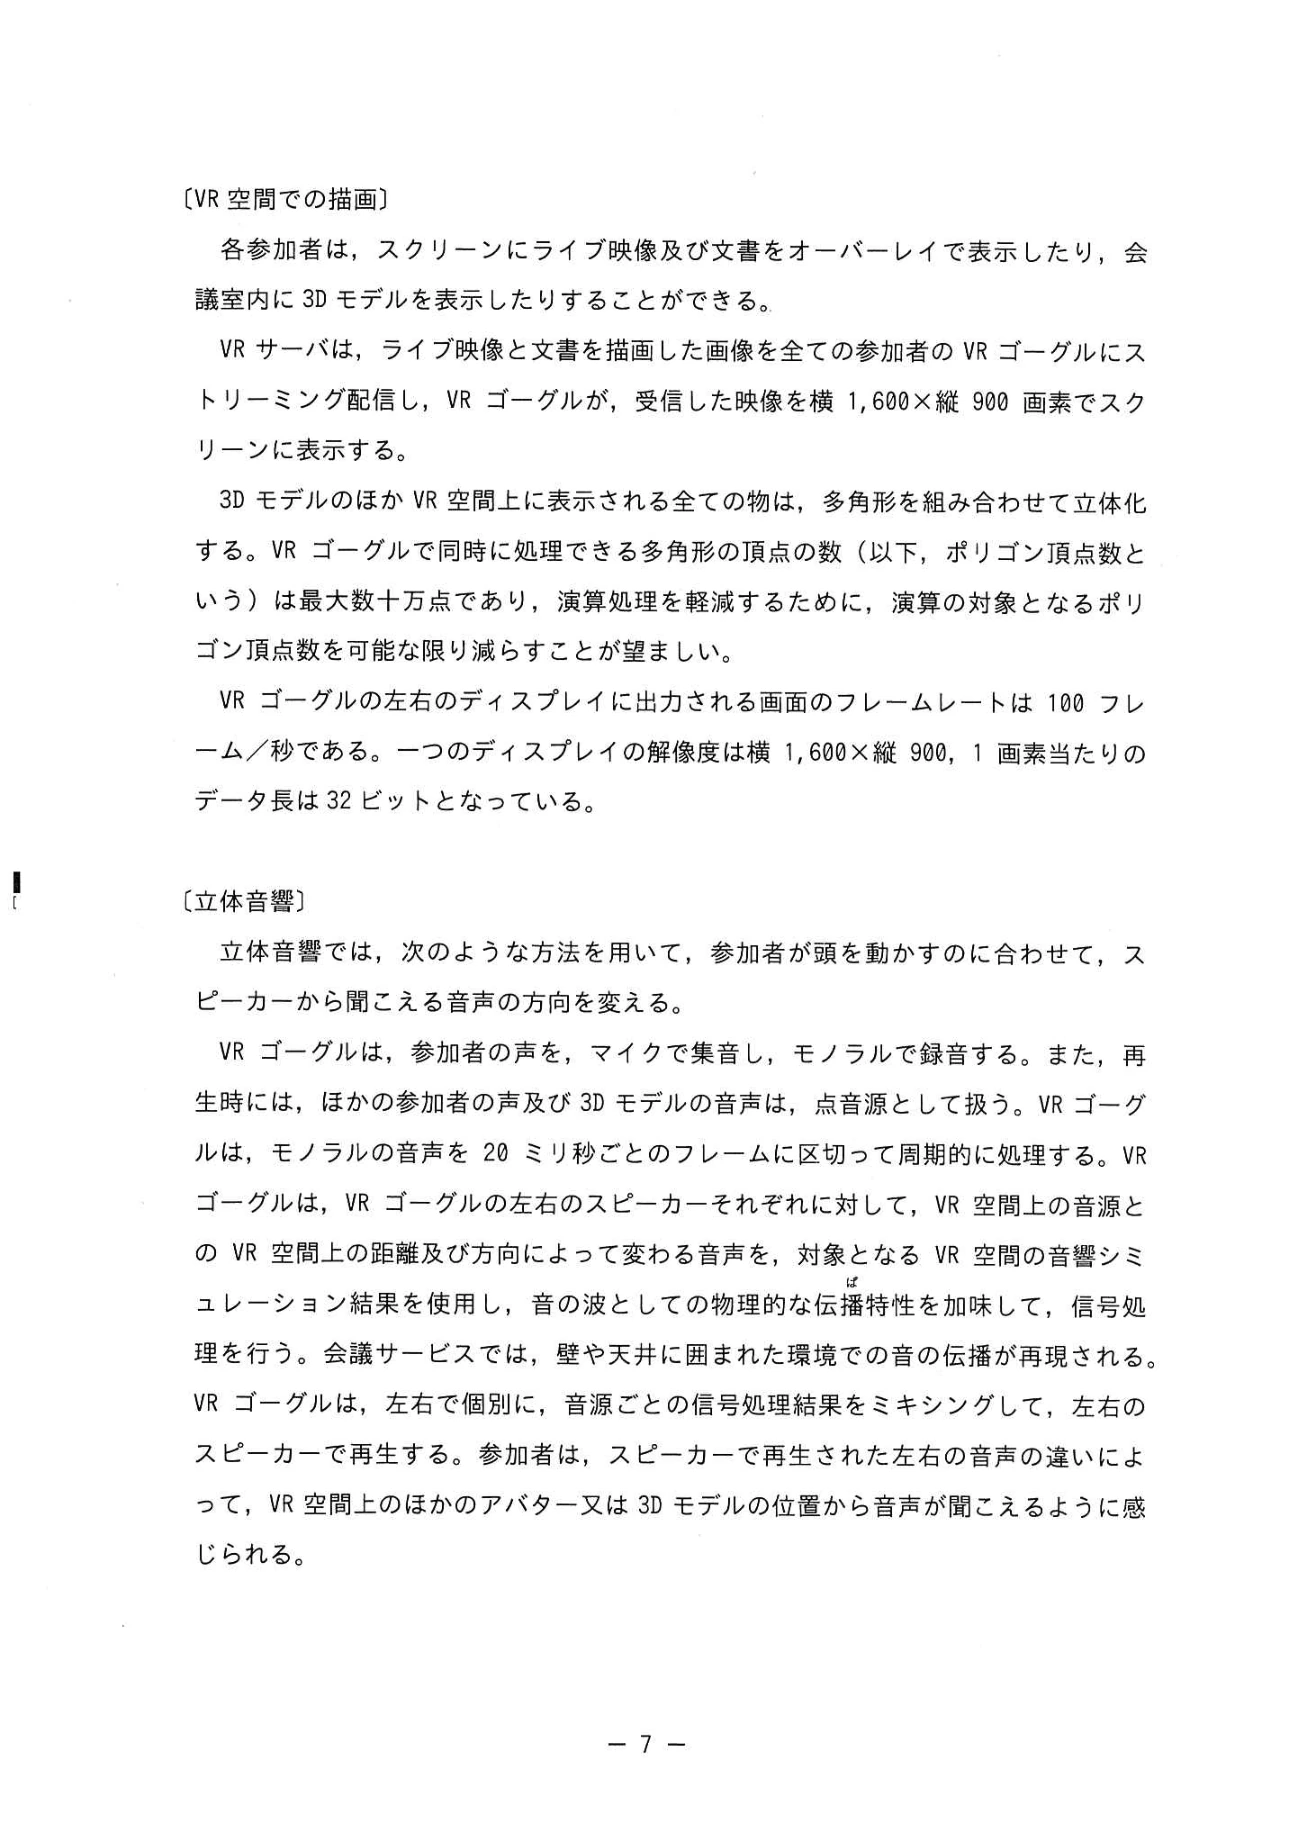 〔VR 空間での描画〕
各参加者は，スクリーンにライブ映像及び文書をオーバーレイで表示したり，会
議室内に 3D モデルを表示したりすることができる。
VR サーバは，ライブ映像と文書を描画した画像を全ての参加者の VR ゴーグルにス
トリーミング配信し，VR ゴーグルが，受信した映像を横 1,600×縦 900 画素でスク
リーンに表示する。
3D モデルのほか VR 空間上に表示される全ての物は，多角形を組み合わせて立体化
する。VR ゴーグルで同時に処理できる多角形の頂点の数（以下，ポリゴン頂点数と
いう）は最大数十万点であり，演算処理を軽減するために，演算の対象となるポリ
ゴン頂点数を可能な限り減らすことが望ましい。
VR ゴーグルの左右のディスプレイに出力される画面のフレームレートは 100 フレ
ーム／秒である。一つのディスプレイの解像度は横 1,600×縦 900，1 画素当たりの
データ長は 32 ビットとなっている。
〔立体音響〕
立体音響では，次のような方法を用いて，参加者が頭を動かすのに合わせて，ス
ピーカーから聞こえる音声の方向を変える。
VR ゴーグルは，参加者の声を，マイクで集音し，モノラルで録音する。また，再
生時には，ほかの参加者の声及び 3D モデルの音声は，点音源として扱う。VR ゴーグ
ルは，モノラルの音声を 20 ミリ秒ごとのフレームに区切って周期的に処理する。VR
ゴーグルは，VR ゴーグルの左右のスピーカーそれぞれに対して，VR 空間上の音源と
の VR 空間上の距離及び方向によって変わる音声を，対象となる VR 空間の音響シミ
ば
ュレーション結果を使用し，音の波としての物理的な伝播特性を加味して，信号処
理を行う。会議サービスでは，壁や天井に囲まれた環境での音の伝播が再現される。
VR ゴーグルは，左右で個別に，音源ごとの信号処理結果をミキシングして，左右の
スピーカーで再生する。参加者は，スピーカーで再生された左右の音声の違いによ
って，VR 空間上のほかのアバター又は 3D モデルの位置から音声が聞こえるように感
じられる。
－ 7 －